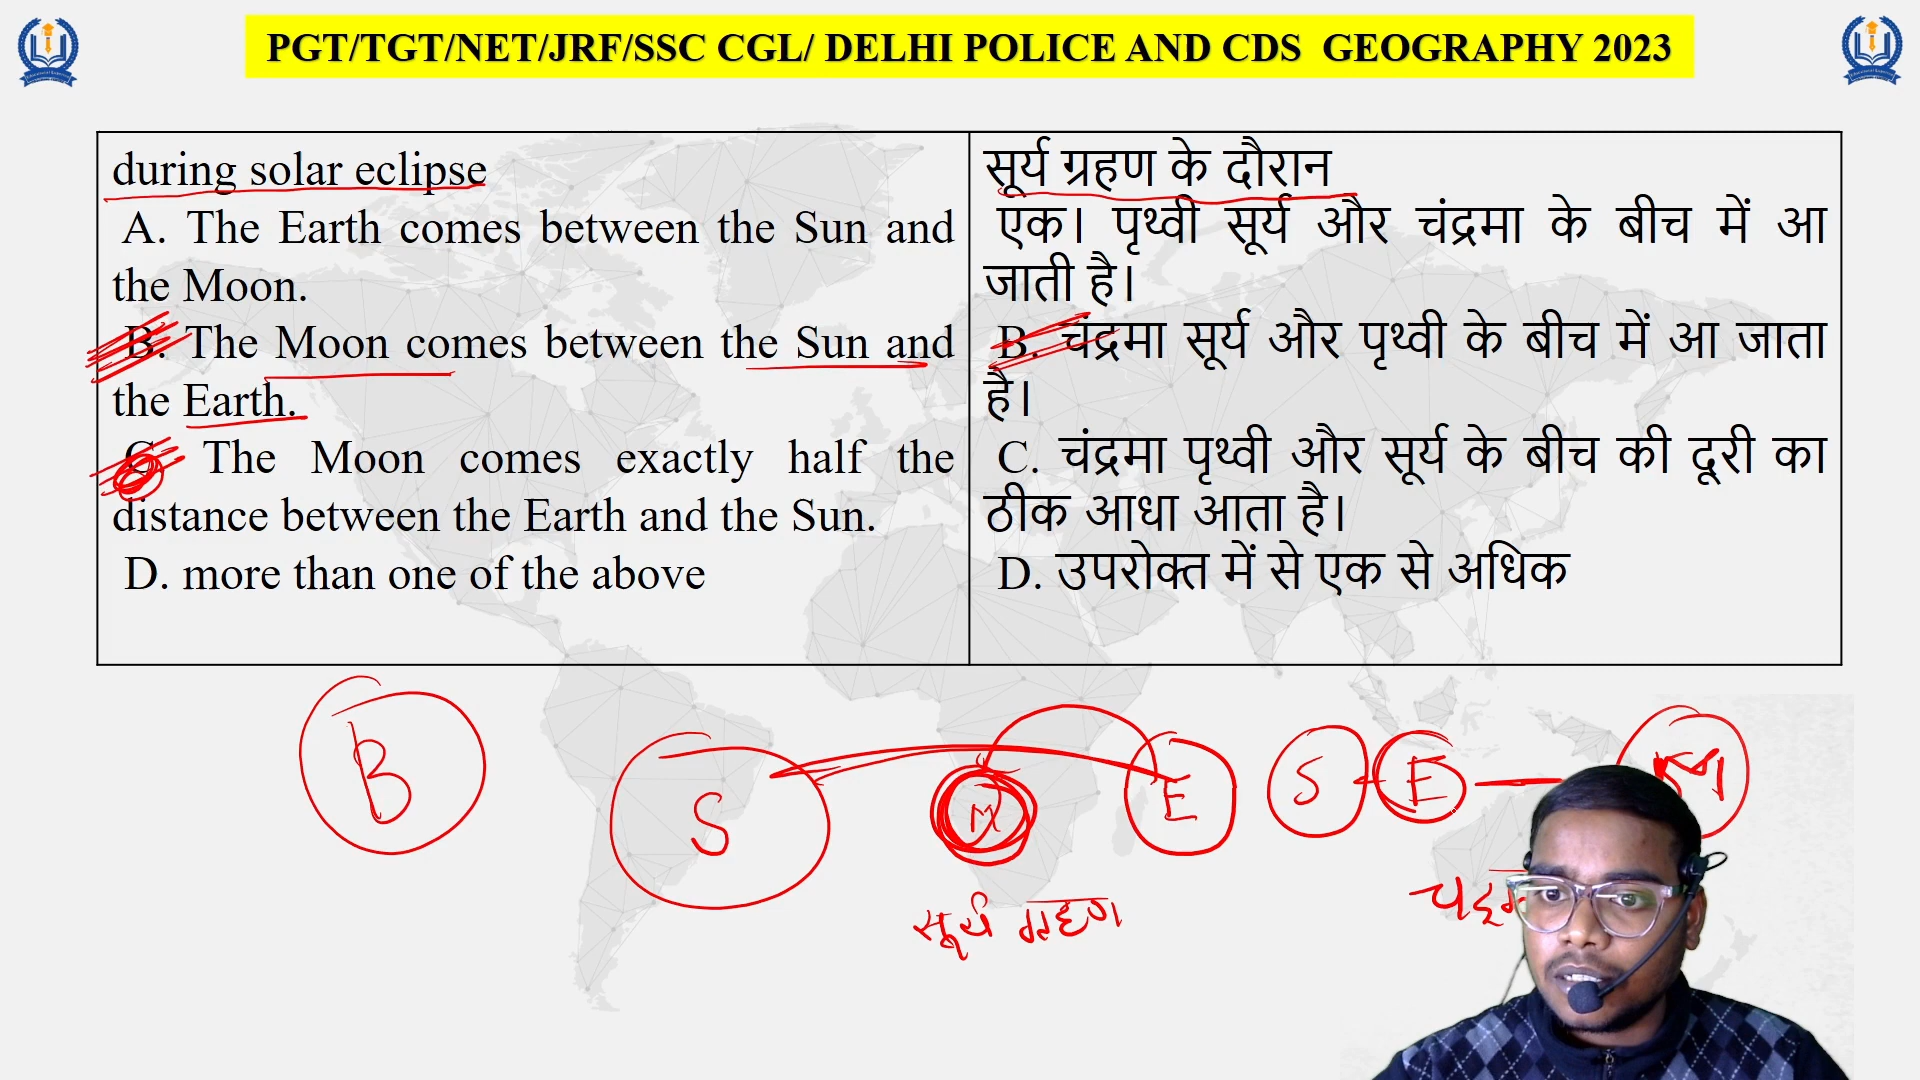 PGT/TGT/NET/JRF/SSC CGL/ DELHI POLICE AND CDS GEOGRAPHY 2023
during solar eclipse
A. The Earth comes between the Sun and
the Moon.
B. The Moon comes between the Sun and
the Earth.
C. The Moon comes exactly half the
distance between the Earth and the Sun.
D. more than one of the above
सूर्य ग्रहण के दौरान
एक। पृथ्वी सूर्य और चंद्रमा के बीच में आ
जाती है।
B. चंद्रमा सूर्य और पृथ्वी के बीच में आ जाता
है।
C. चंद्रमा पृथ्वी और सूर्य के बीच की दूरी का
ठीक आधा आता है।
D. उपरोक्त में से एक से अधिक
B
S M E S E M
सूर्य ग्रहण